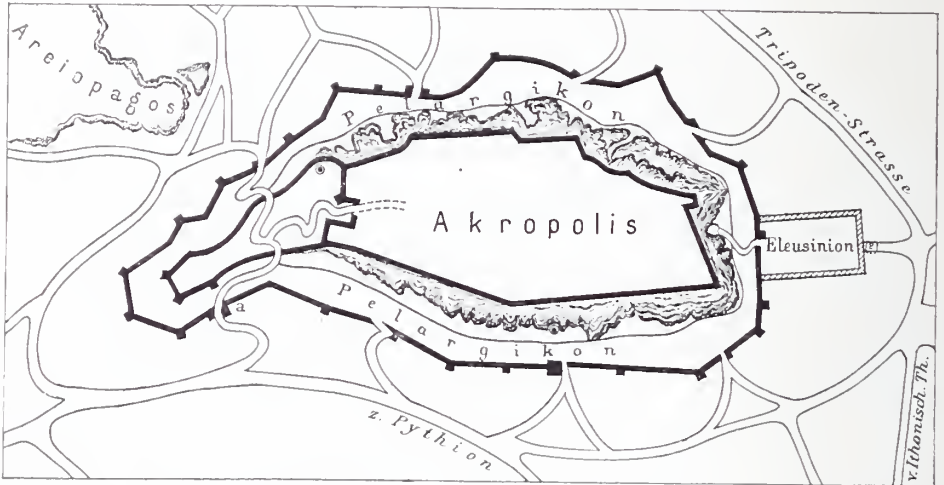 Areiopagos
Tripoden-Strasse
Pelargikon
Akropolis
Eleusinion
a
Pelargikon
z. Pythion
v. Ithonisch. Th.